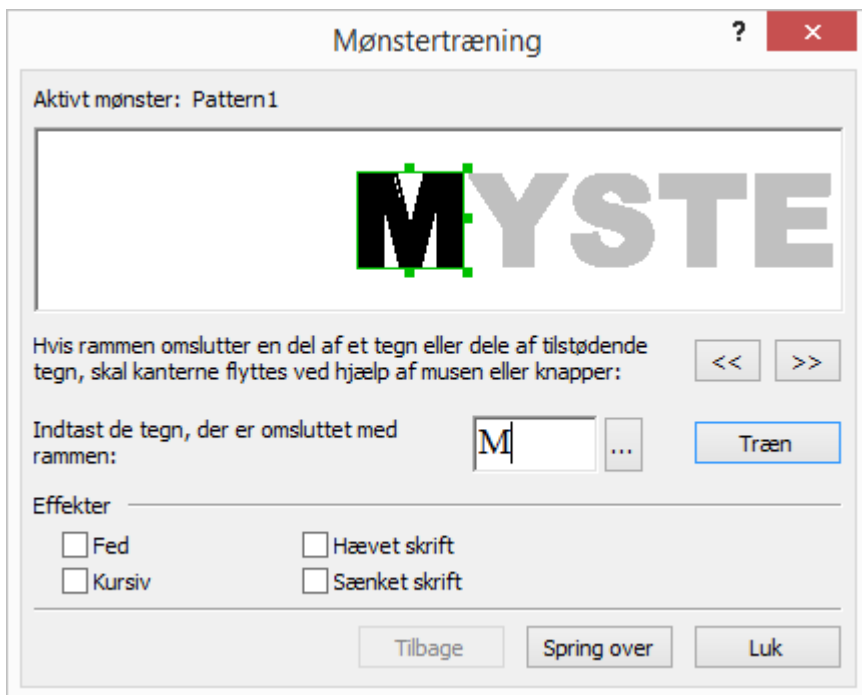 Mønstertræning
?
×
Aktivt mønster: Pattern1
MYSTE
Hvis rammen omslutter en del af et tegn eller dele af tilstødende
tegn, skal kanterne flyttes ved hjælp af musen eller knapper:
<< >>
Indtast de tegn, der er omsluttet med
rammen:
M
...
Træn
Effekter
Fed
Hævet skrift
Kursiv
Sænket skrift
Tilbage
Spring over
Luk